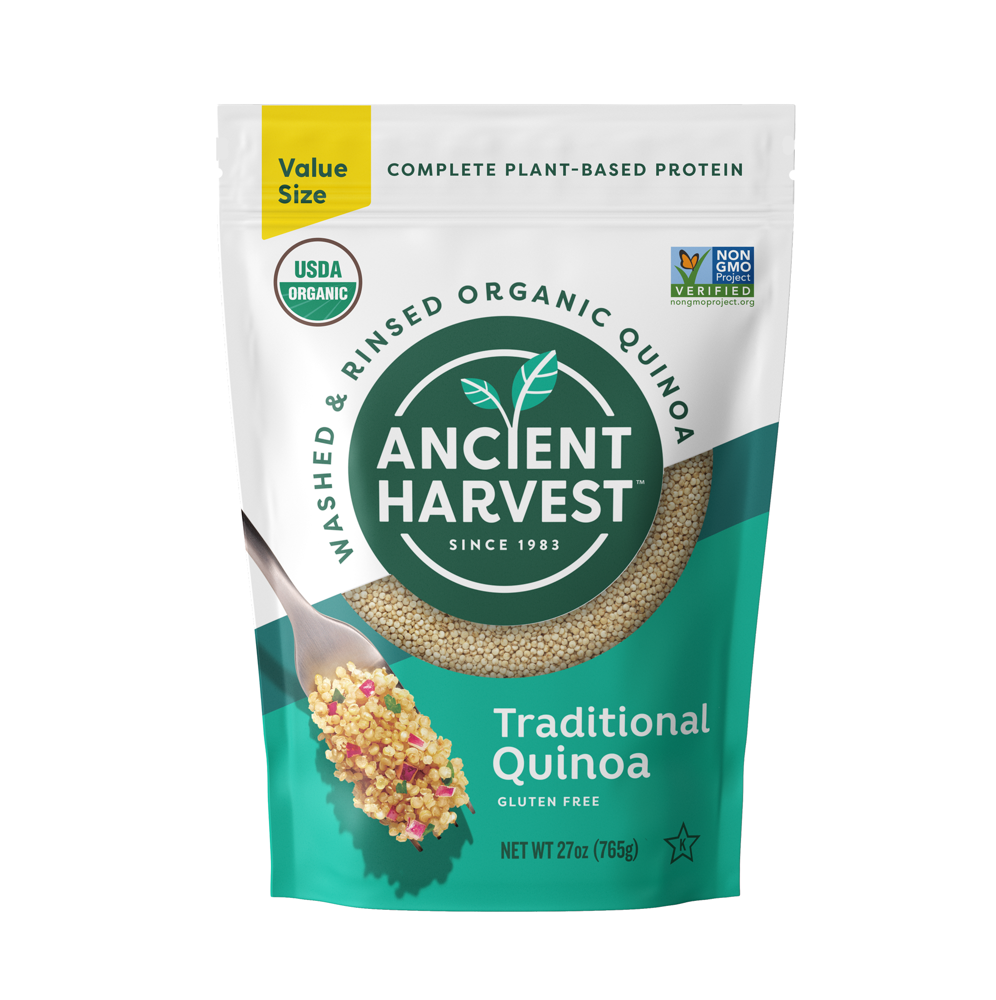 Value
Size
COMPLETE PLANT-BASED PROTEIN
USDA
ORGANIC
NON
GMO
Project
VERIFIED
nongmoproject.org
WASHED & RINSED ORGANIC QUINOA
ANCIENT
HARVEST™
SINCE 1983
Traditional
Quinoa
GLUTEN FREE
NET WT 27oz (765g)
K